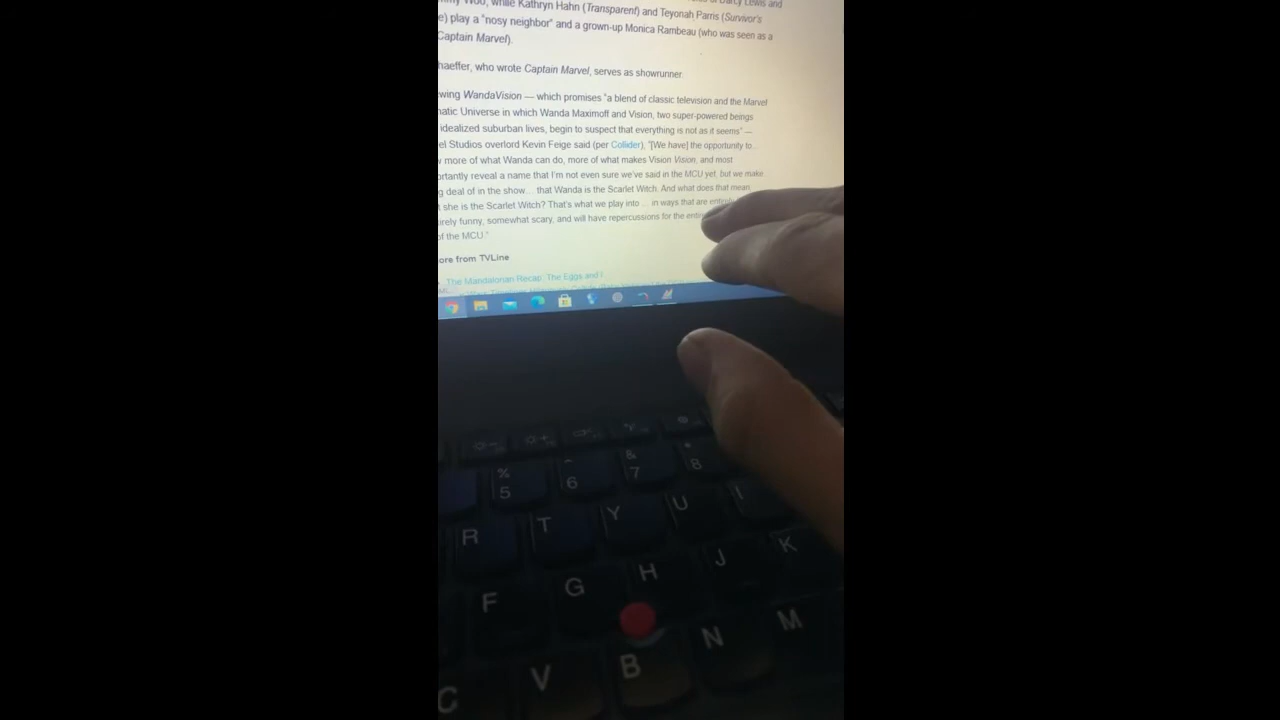 Woo, while Kathryn Hahn (Transparent) and Teyonah Parris (Survivor's
e) play a "nosy neighbor" and a grown-up Monica Rambeau (who was seen as a
Captain Marvel).
haeffer, who wrote Captain Marvel, serves as showrunner.
wing WandaVision — which promises "a blend of classic television and the Marvel
natic Universe in which Wanda Maximoff and Vision, two super-powered beings
idealized suburban lives, begin to suspect that everything is not as it seems" —
el Studios overlord Kevin Feige said (per Collider), "[We have] the opportunity to
more of what Wanda can do, more of what makes Vision Vision, and most
ortantly reveal a name that I'm not even sure we've said in the MCU yet, but we make
g deal of in the show... that Wanda is the Scarlet Witch. And what does that mean
she is the Scarlet Witch? That's what we play into ... in ways that are entirely
irely funny, somewhat scary, and will have repercussions for the
of the MCU."
ore from TVLine
The Mandalorian Recap: The Eggs and I
% & *
5 6 7 8
R T Y U I
F G H J K
C V B N M